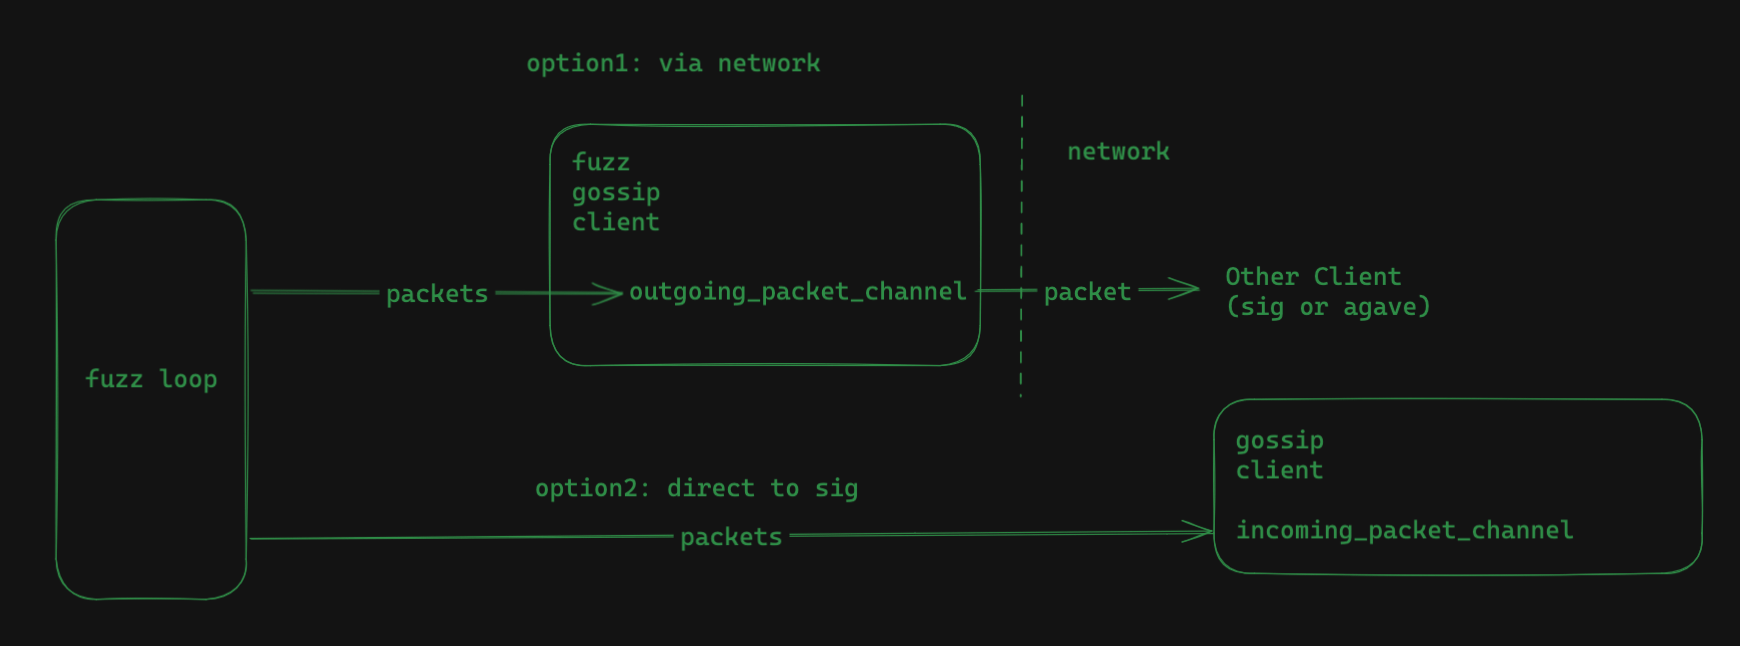 option1: via network
fuzz
gossip
client
network
packets
outgoing_packet_channel
packet
Other Client
(sig or agave)
fuzz loop
option2: direct to sig
packets
gossip
client
incoming_packet_channel